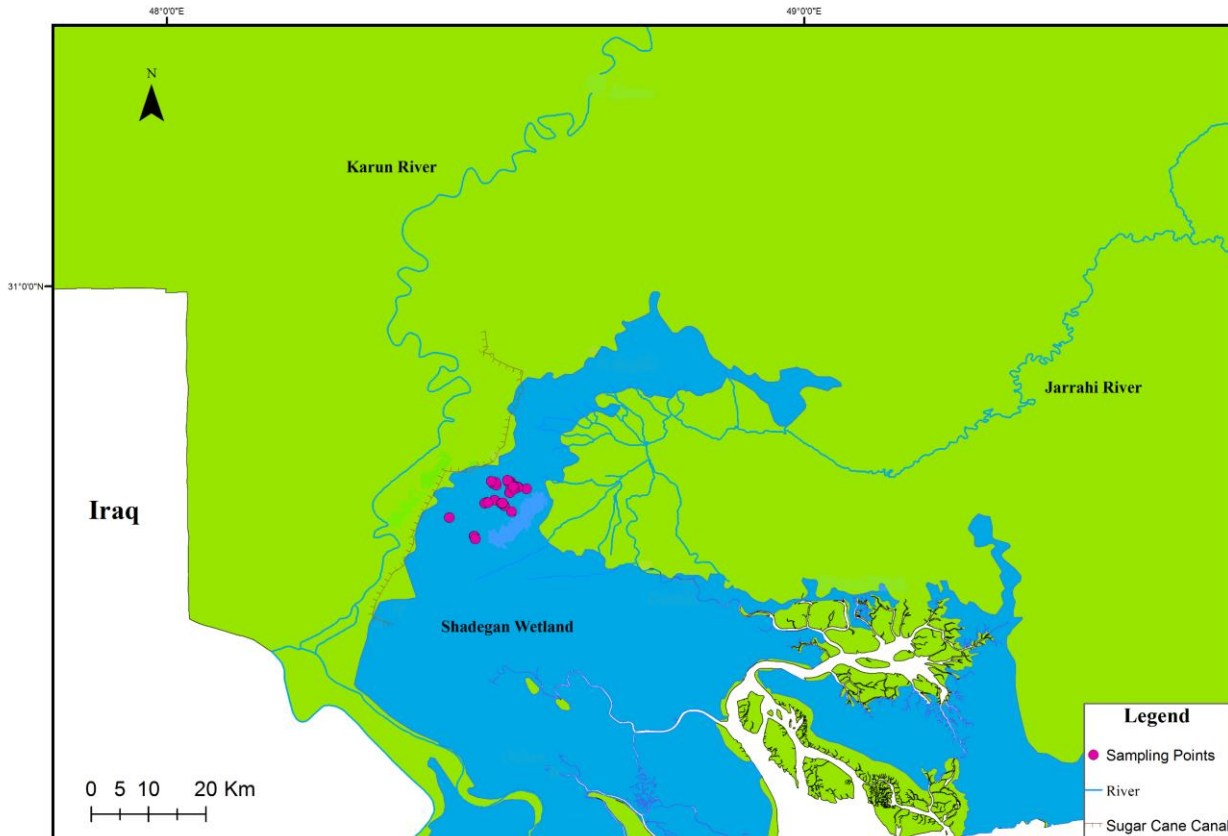 48°0'0"E
49°0'0"E
N
Karun River
31°0'0"N
Jarrahi River
Iraq
Shadegan Wetland
Legend
Sampling Points
River
Sugar Cane Canal
0 5 10 20 Km